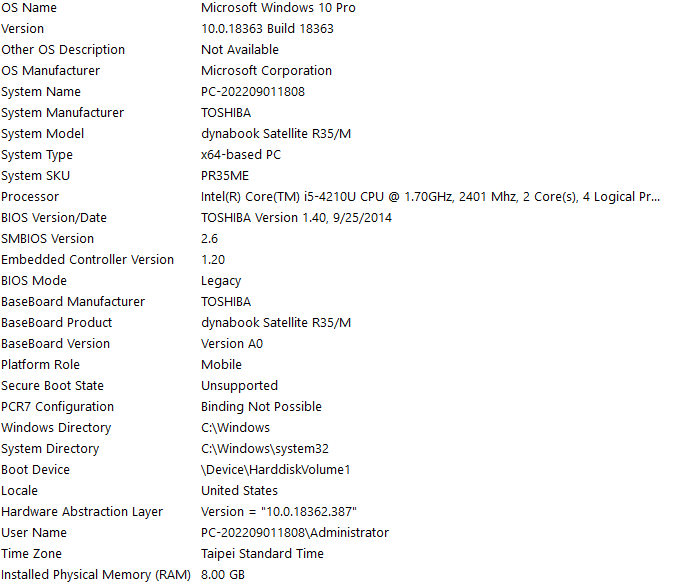 OS Name Microsoft Windows 10 Pro
Version 10.0.18363 Build 18363
Other OS Description Not Available
OS Manufacturer Microsoft Corporation
System Name PC-202209011808
System Manufacturer TOSHIBA
System Model dynabook Satellite R35/M
System Type x64-based PC
System SKU PR35ME
Processor Intel(R) Core(TM) i5-4210U CPU @ 1.70GHz, 2401 Mhz, 2 Core(s), 4 Logical Pr...
BIOS Version/Date TOSHIBA Version 1.40, 9/25/2014
SMBIOS Version 2.6
Embedded Controller Version 1.20
BIOS Mode Legacy
BaseBoard Manufacturer TOSHIBA
BaseBoard Product dynabook Satellite R35/M
BaseBoard Version Version A0
Platform Role Mobile
Secure Boot State Unsupported
PCR7 Configuration Binding Not Possible
Windows Directory C:\Windows
System Directory C:\Windows\system32
Boot Device \Device\HarddiskVolume1
Locale United States
Hardware Abstraction Layer Version = "10.0.18362.387"
User Name PC-202209011808\Administrator
Time Zone Taipei Standard Time
Installed Physical Memory (RAM) 8.00 GB